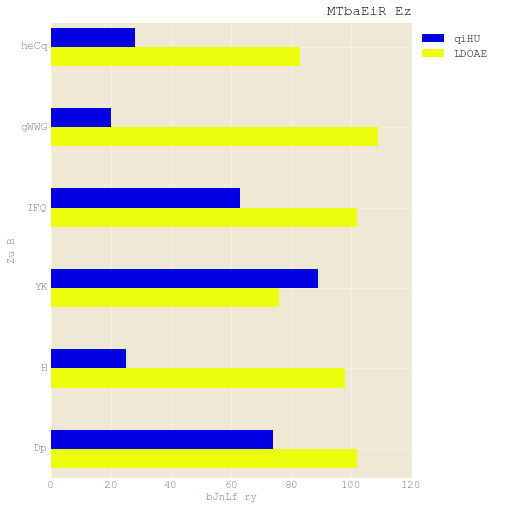 MTbaEiR Ez
qiHU
LDOAE
heCq
gWWG
IFQ
YK
H
Dp
Zu B
0 20 40 60 80 100 120
bJnLf ry